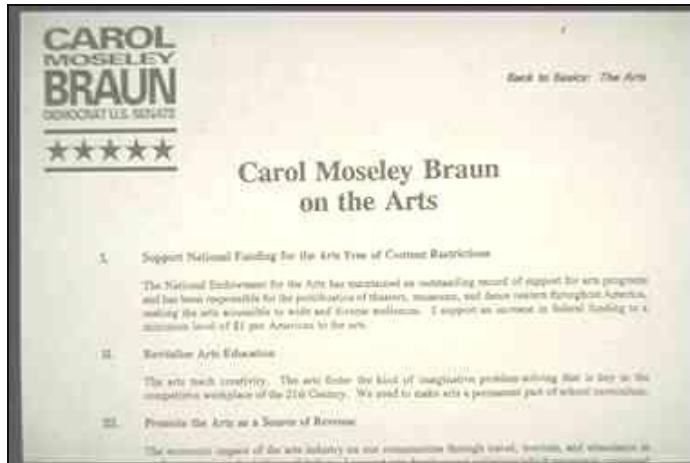 CAROL
MOSELEY
BRAUN
DEMOCRAT U.S. SENATE
Back to Basics: The Arts
Carol Moseley Braun
on the Arts
I. Support National Funding for the Arts Free of Content Restrictions
The National Endowment for the Arts has maintained an outstanding record of support for arts programs
and has been responsible for the proliferation of theaters, museums, and dance centers throughout America,
making the arts accessible to wide and diverse audiences. I support an increase in federal funding to a
minimum level of $1 per American to the arts.
II. Revitalize Arts Education
The arts teach creativity. The arts foster the kind of imaginative problem-solving that is key in the
competitive workplace of the 21st Century. We need to make arts a permanent part of school curriculum.
III. Promote the Arts as a Source of Revenue
The economic impact of the arts industry on our communities through travel, tourism, and attendance in